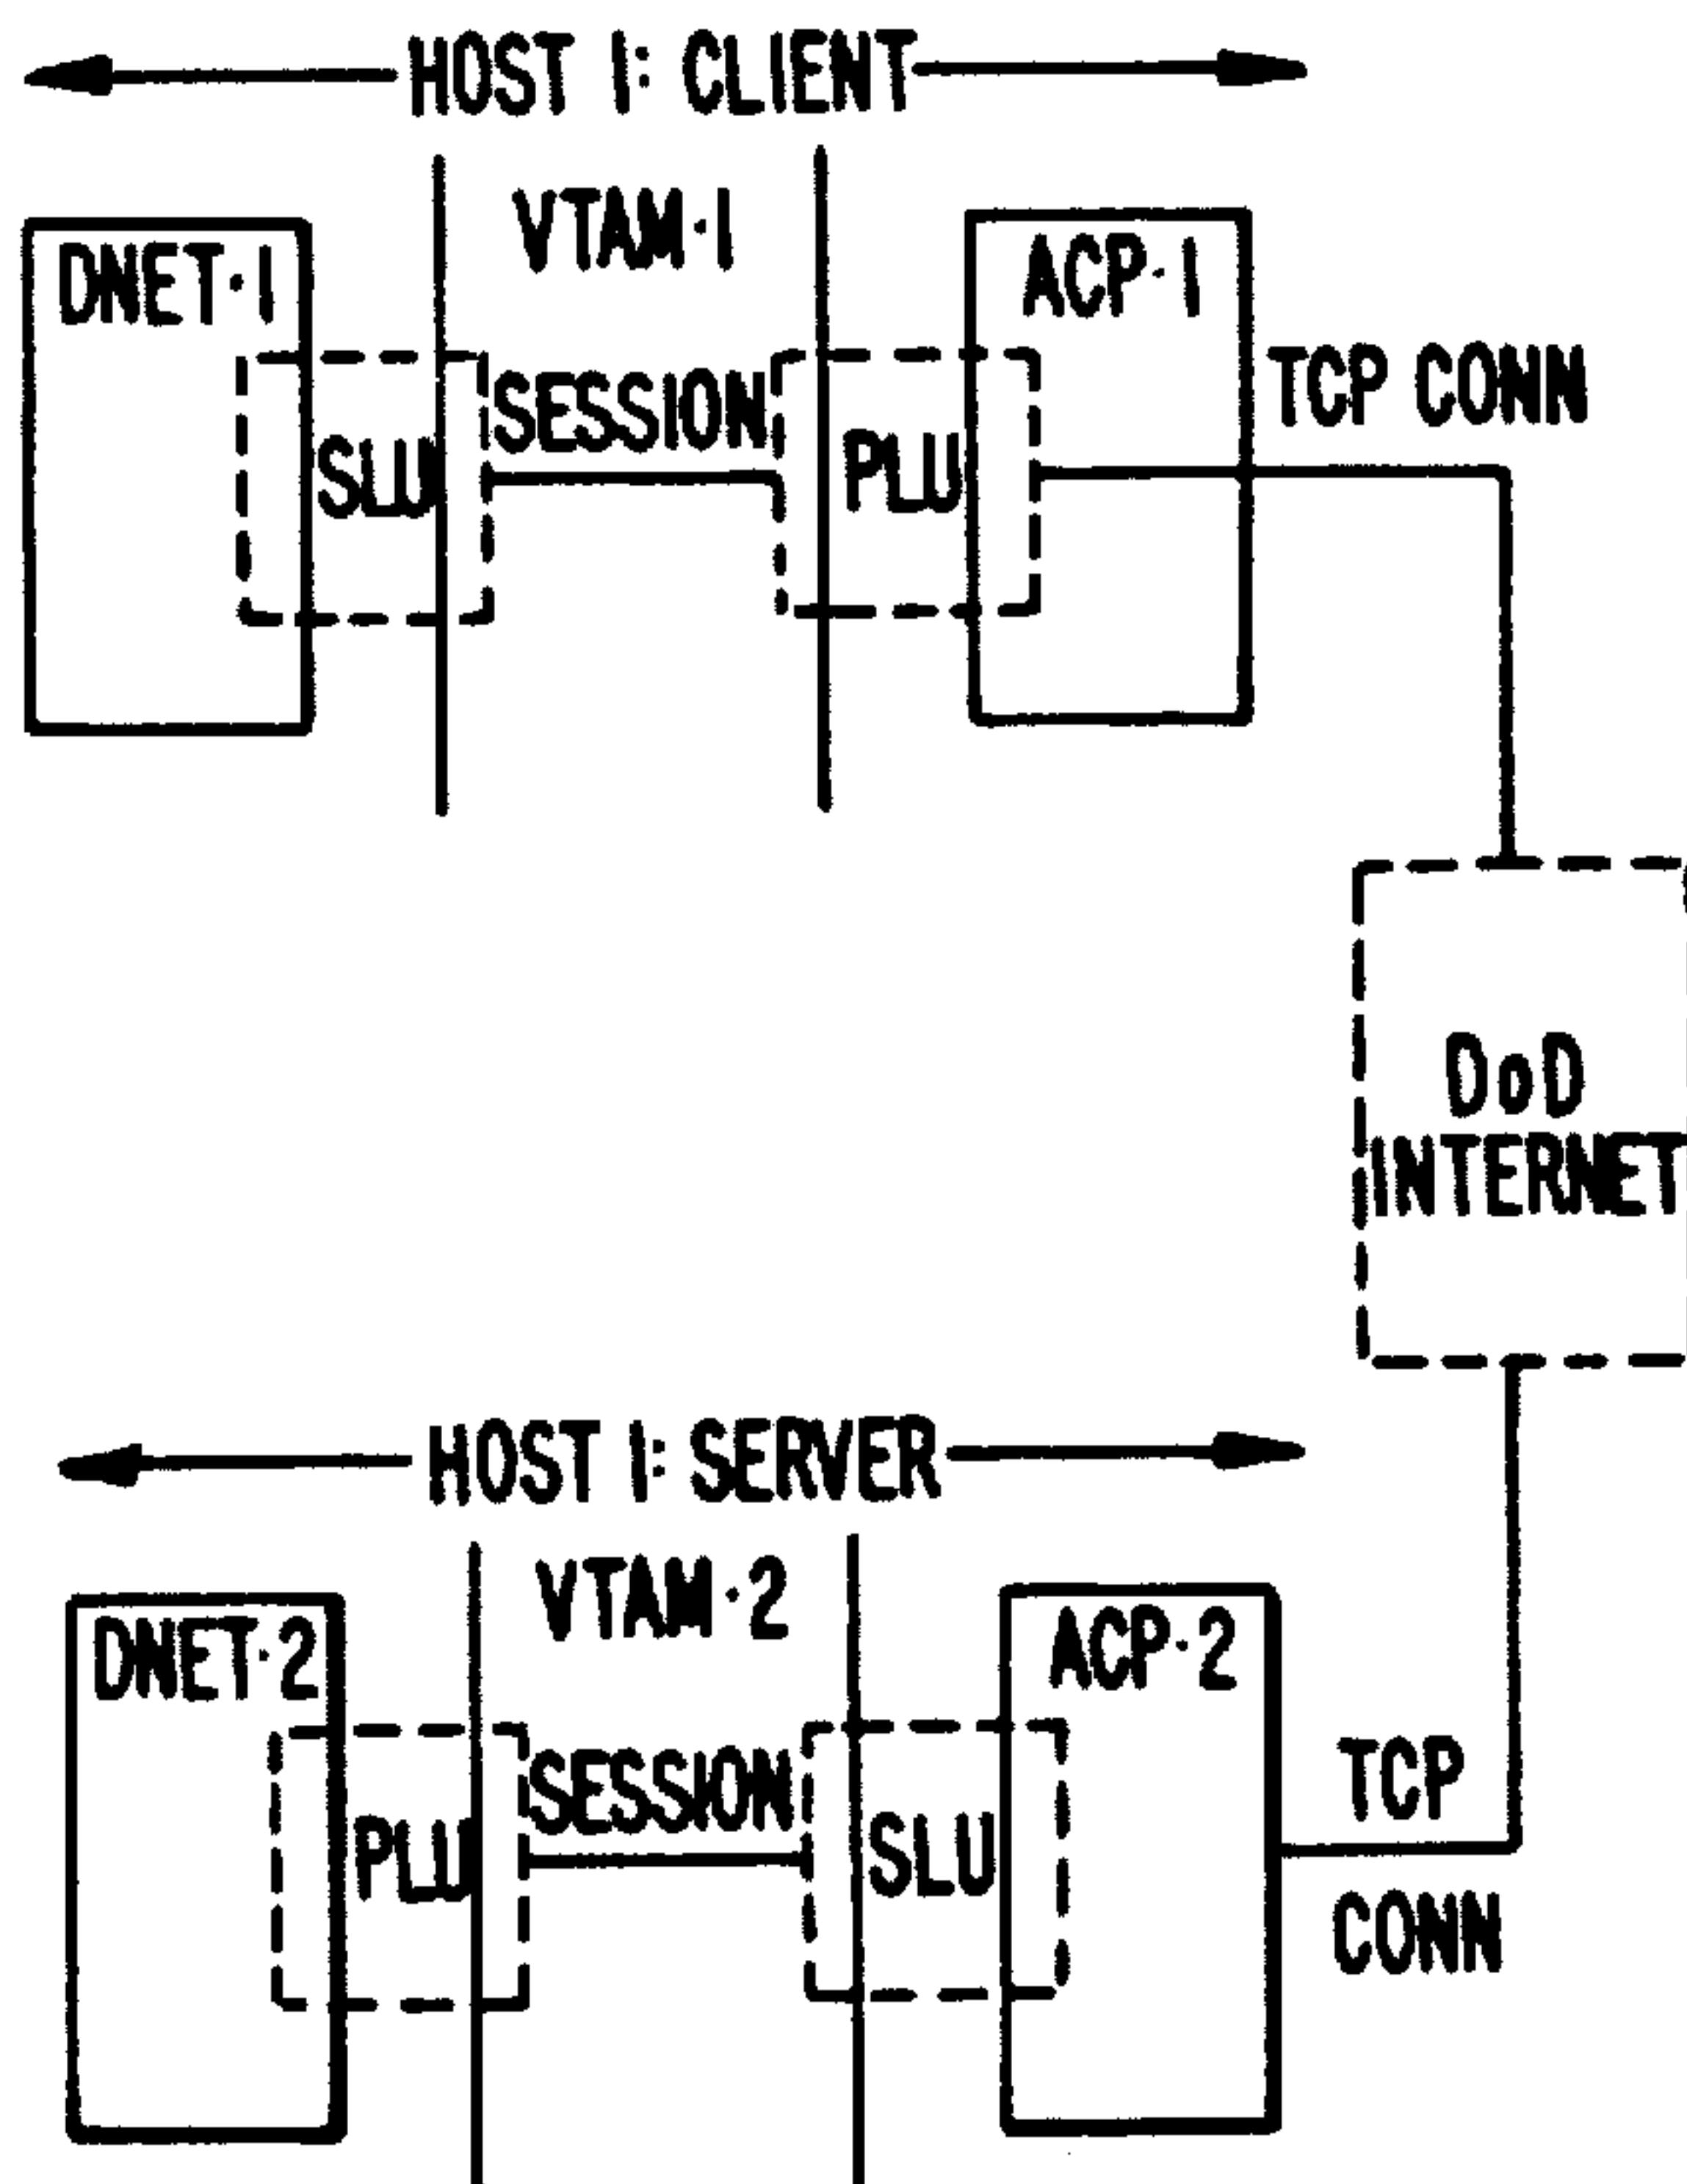 HOST 1: CLIENT
VTAM-1
DNET-1
ACP-1
SESSION
TCP CONN
SLU
PLU
DoD
INTERNET
HOST 1: SERVER
VTAM-2
DNET-2
ACP-2
SESSION
TCP
PLU
SLU
CONN